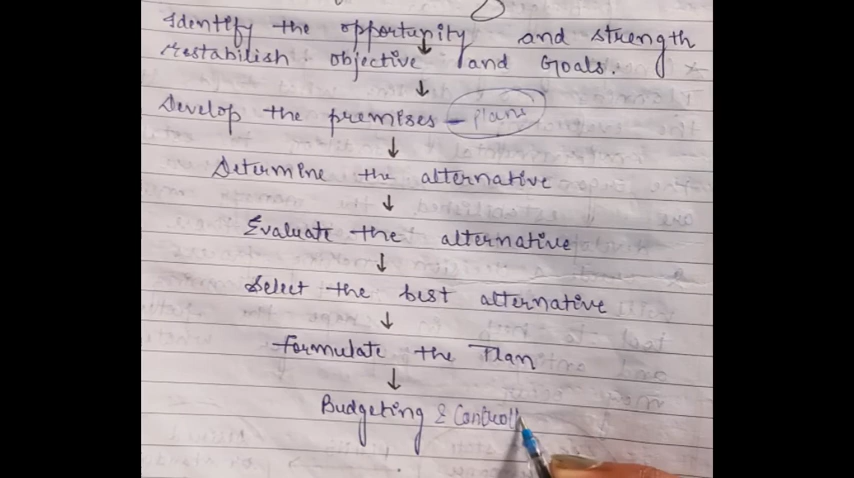 Identify the opportunity and strength
↓
restabilish objective and Goals.
↓
Develop the premises - plans
↓
Determine the alternative
↓
Evaluate the alternative
↓
Select the best alternative
↓
formulate the Plan
↓
Budgeting & Controll